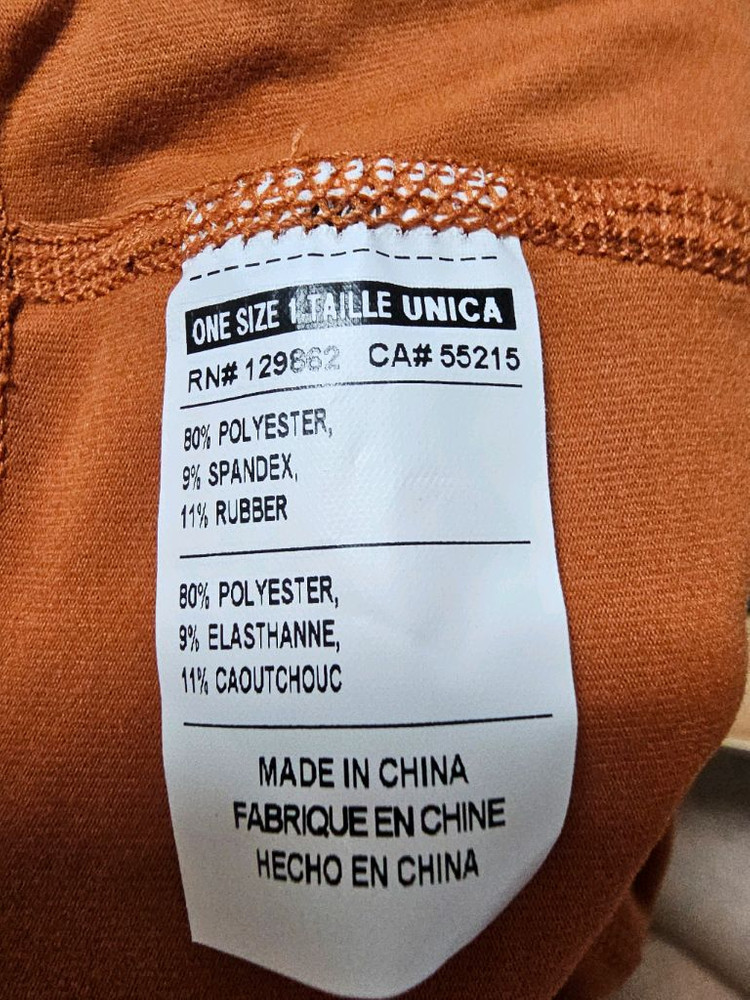 ONE SIZE 1 TAILLE UNICA
RN# 129862 CA# 55215
80% POLYESTER,
9% SPANDEX,
11% RUBBER
80% POLYESTER,
9% ELASTHANNE,
11% CAOUTCHOUC
MADE IN CHINA
FABRIQUE EN CHINE
HECHO EN CHINA